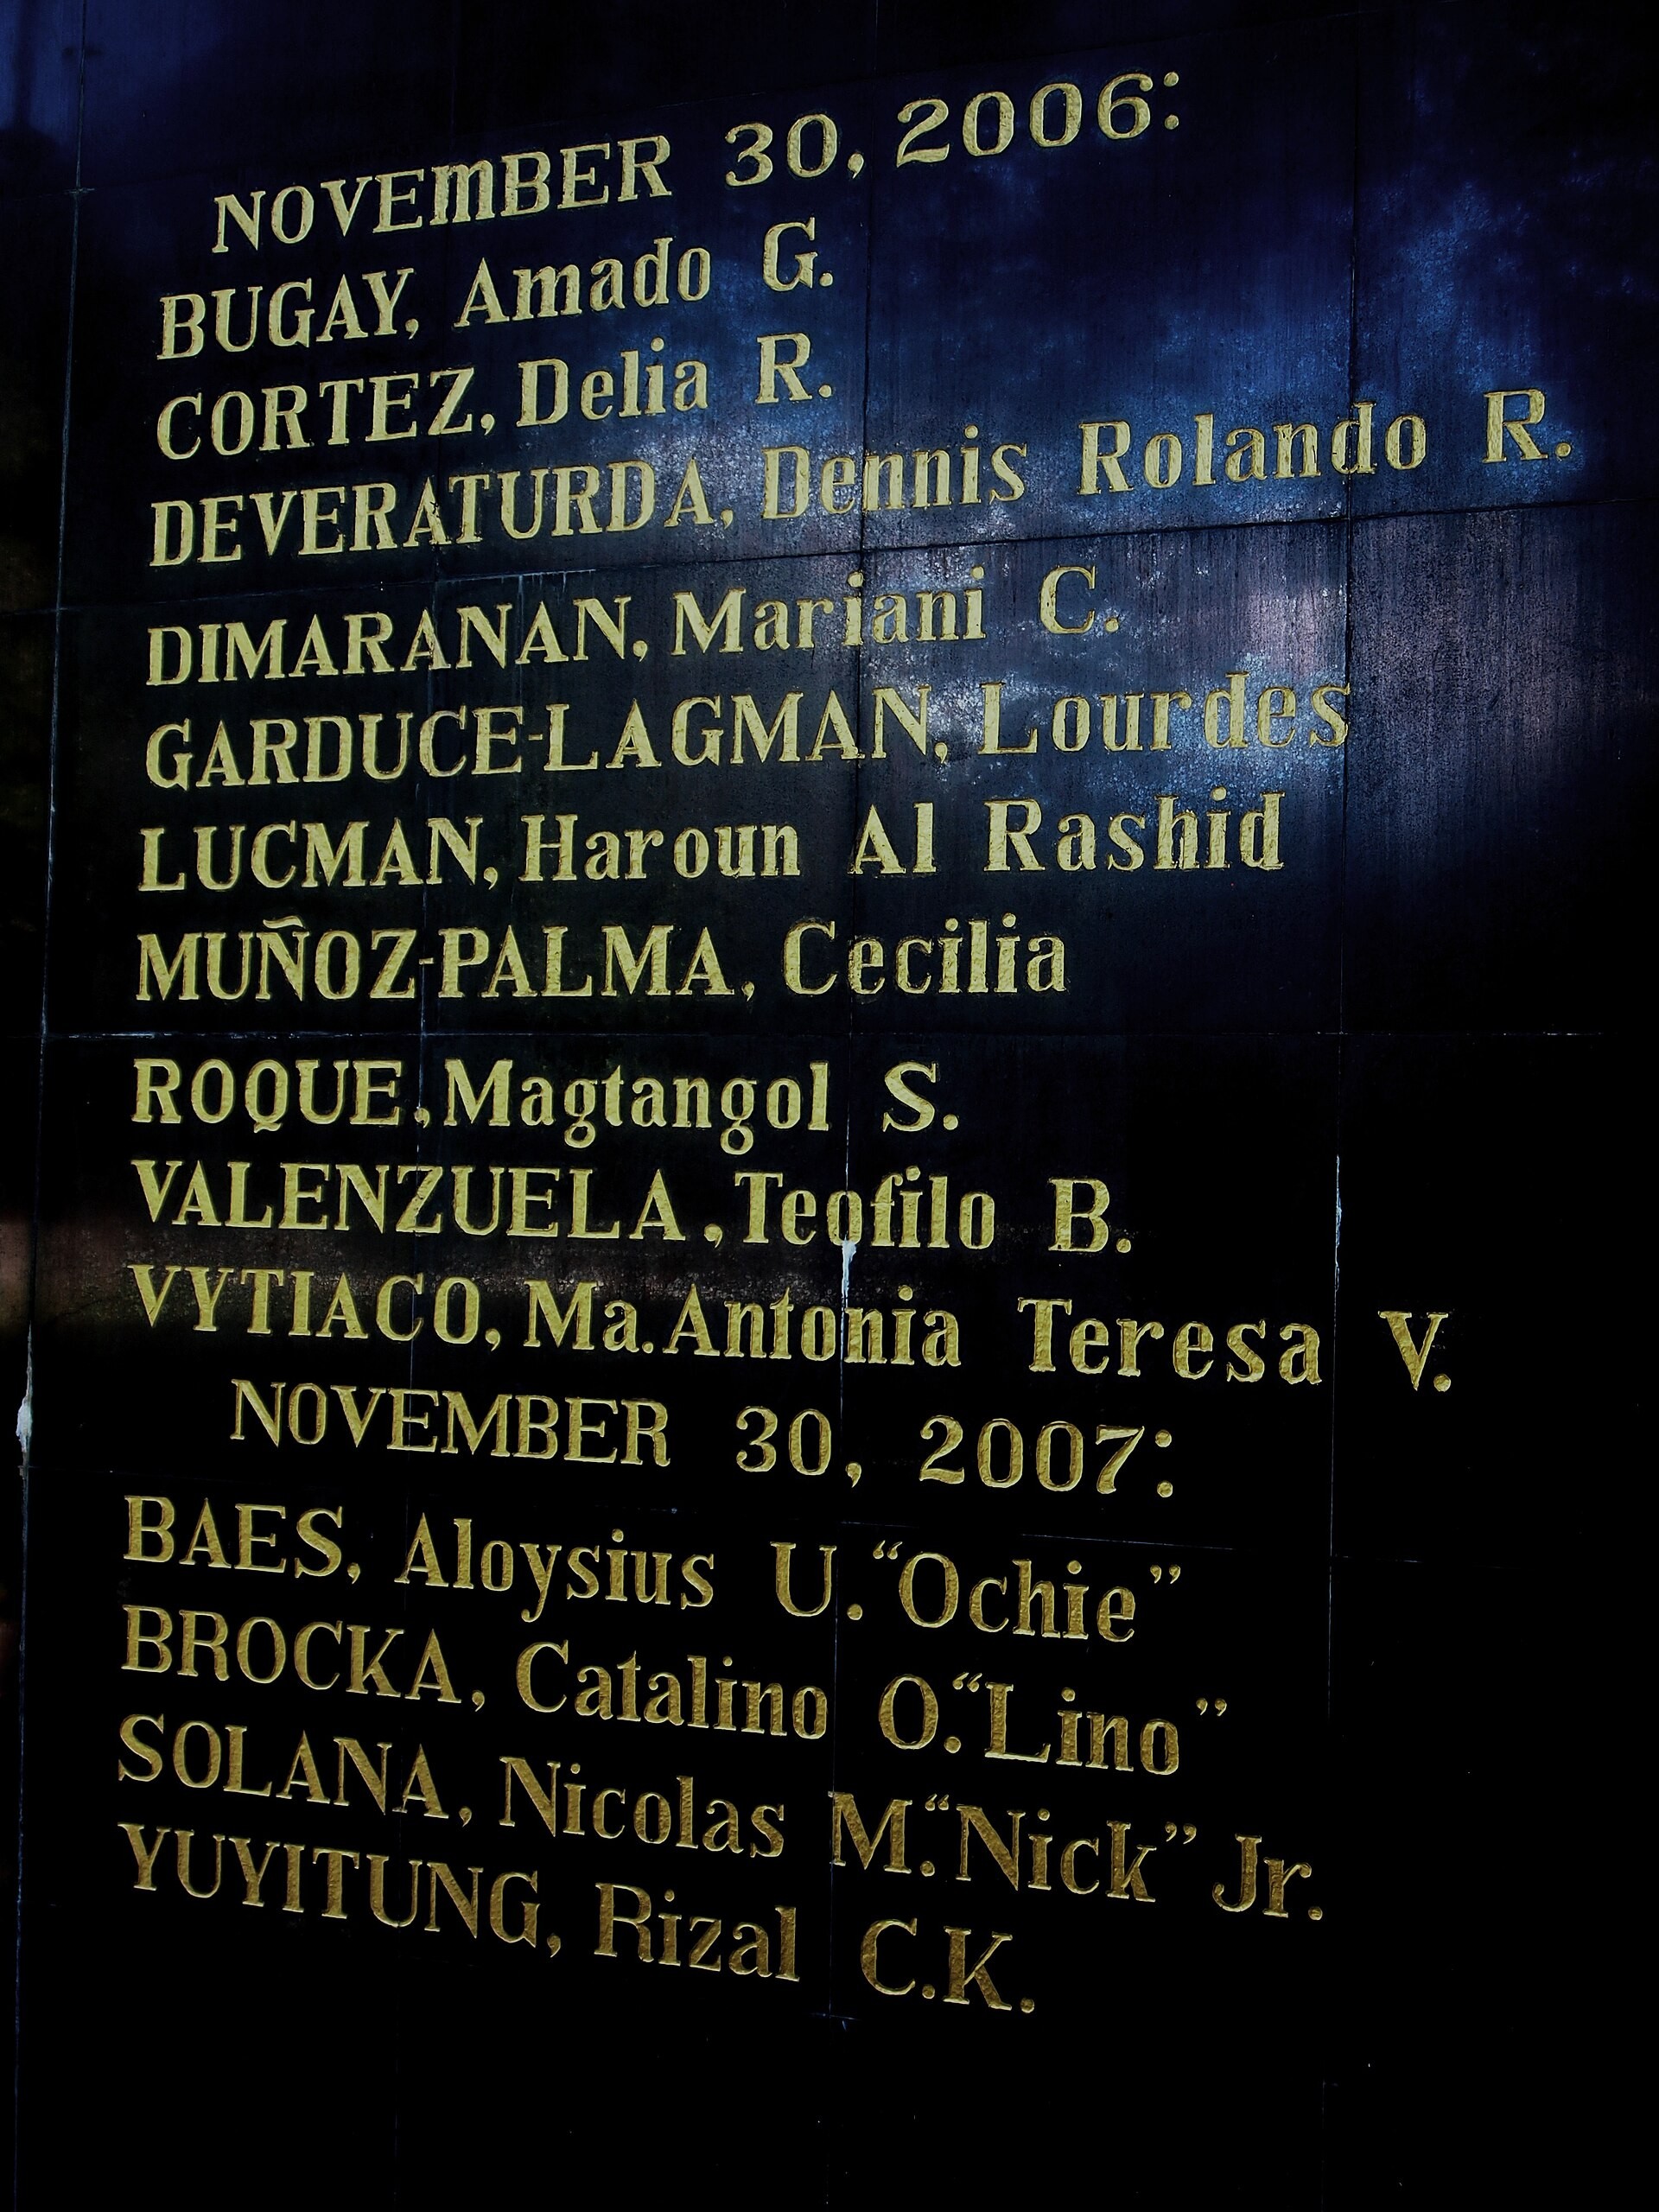 NOVEMBER 30, 2006:
BUGAY, Amado G.
CORTEZ, Delia R.
DEVERATURDA, Dennis Rolando R.
DIMARANAN, Mariani C.
GARDUCE-LAGMAN, Lourdes
LUCMAN, Haroun Al Rashid
MUÑOZ-PALMA, Cecilia
ROQUE, Magtangol S.
VALENZUELA, Teofilo B.
VYTIACO, Ma. Antonia Teresa V.
NOVEMBER 30, 2007:
BAES, Aloysius U. “Ochie”
BROCKA, Catalino O. “Lino”
SOLANA, Nicolas M. “Nick” Jr.
YUYITUNG, Rizal C.K.